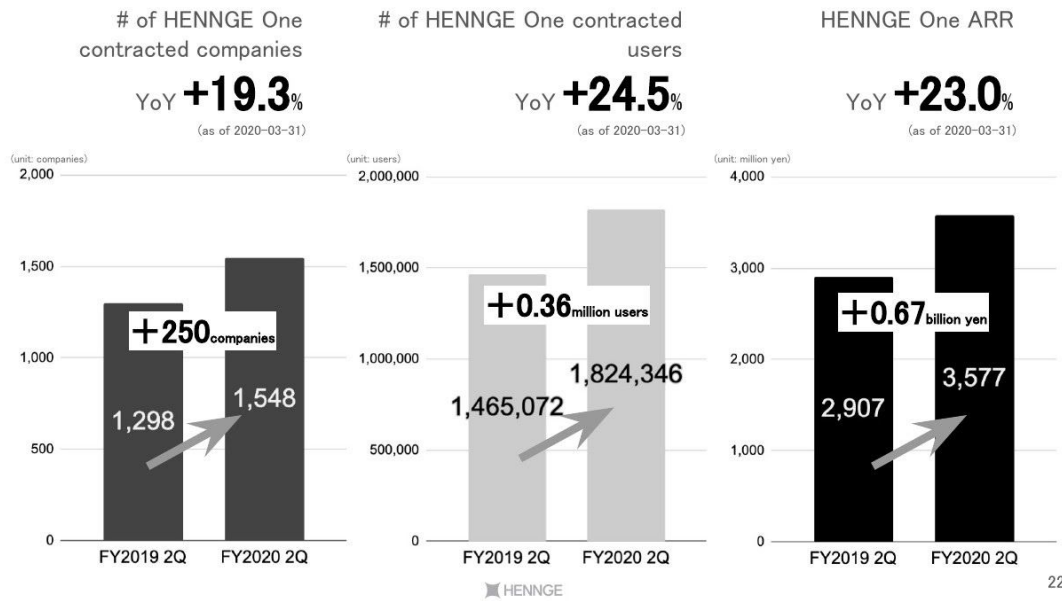 # of HENNGE One
contracted companies
YoY +19.3%
(as of 2020-03-31)
(unit: companies)
2,000
1,500
1,000
500
0
+250companies
1,298
1,548
FY2019 2Q
FY2020 2Q
# of HENNGE One contracted
users
YoY +24.5%
(as of 2020-03-31)
(unit: users)
2,000,000
1,500,000
1,000,000
500,000
0
+0.36million users
1,465,072
1,824,346
FY2019 2Q
FY2020 2Q
HENNGE One ARR
YoY +23.0%
(as of 2020-03-31)
(unit: million yen)
4,000
3,000
2,000
1,000
0
+0.67billion yen
2,907
3,577
FY2019 2Q
FY2020 2Q
HENNGE
22